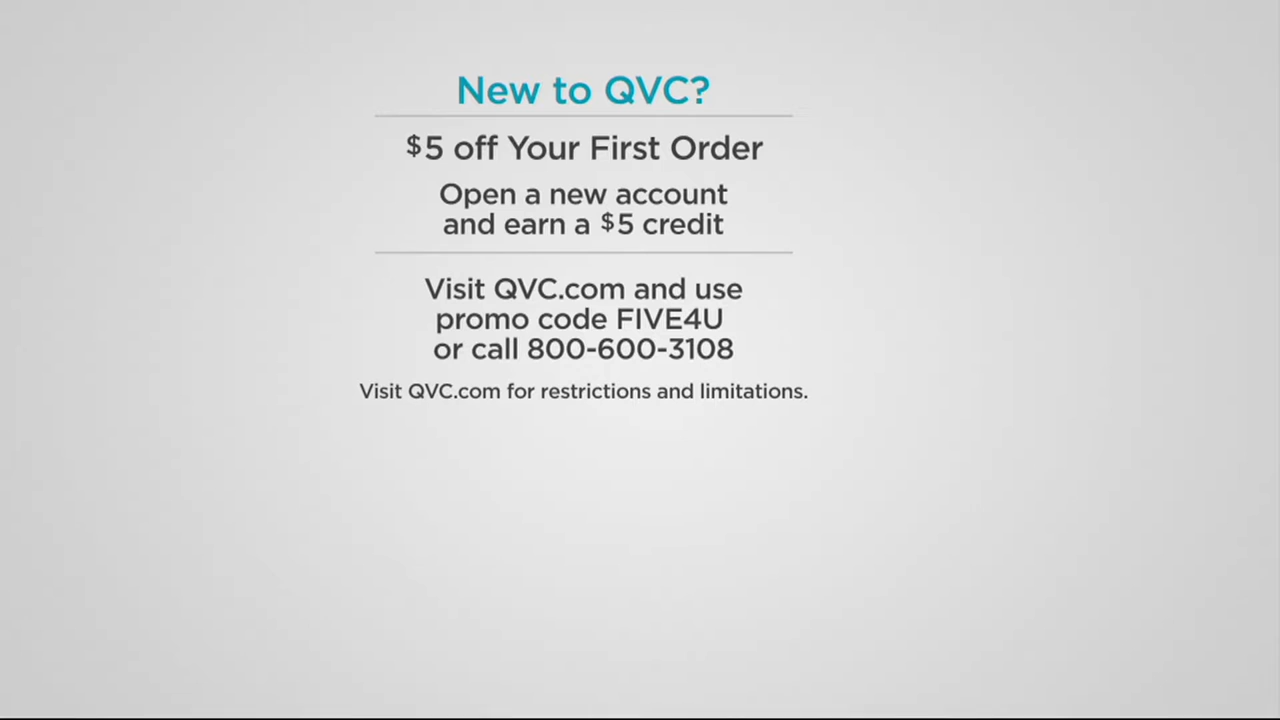 New to QVC?
$5 off Your First Order
Open a new account
and earn a $5 credit
Visit QVC.com and use
promo code FIVE4U
or call 800-600-3108
Visit QVC.com for restrictions and limitations.